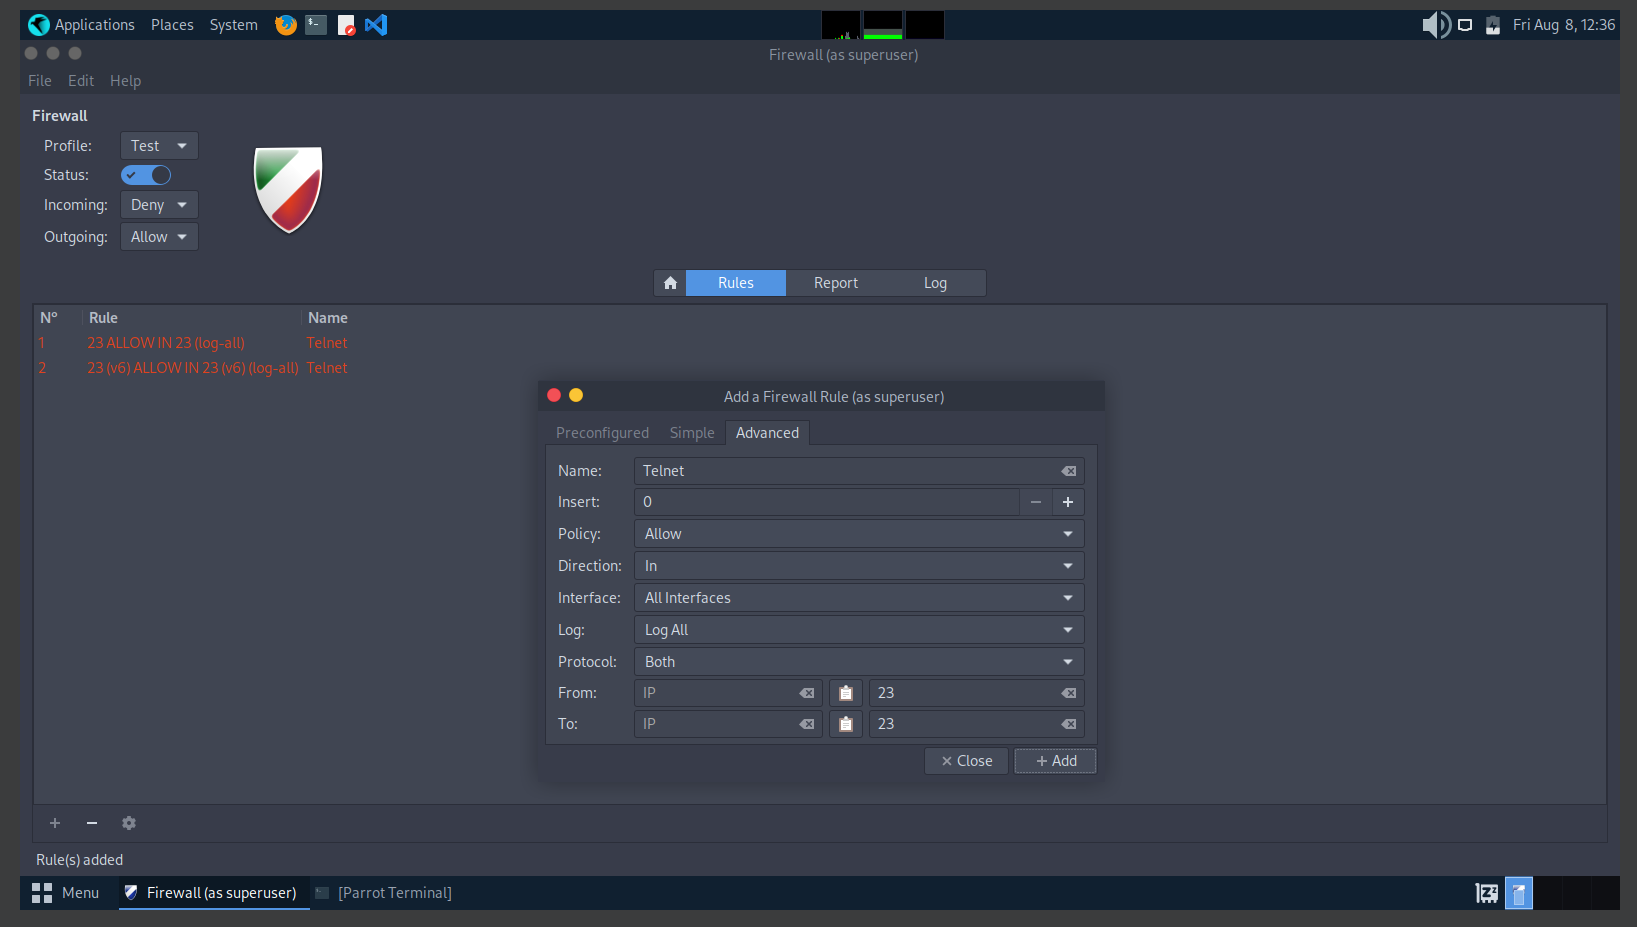 Applications Places System Fri Aug 8, 12:36
Firewall (as superuser)
File Edit Help
Firewall
Profile: Test
Status:
Incoming: Deny
Outgoing: Allow
Rules Report Log
Nº Rule Name
1 23 ALLOW IN 23 (log-all) Telnet
2 23 (v6) ALLOW IN 23 (v6) (log-all) Telnet
Add a Firewall Rule (as superuser)
Preconfigured Simple Advanced
Name: Telnet
Insert: 0
Policy: Allow
Direction: In
Interface: All Interfaces
Log: Log All
Protocol: Both
From: IP 23
To: IP 23
Close + Add
Rule(s) added
Menu Firewall (as superuser) [Parrot Terminal]